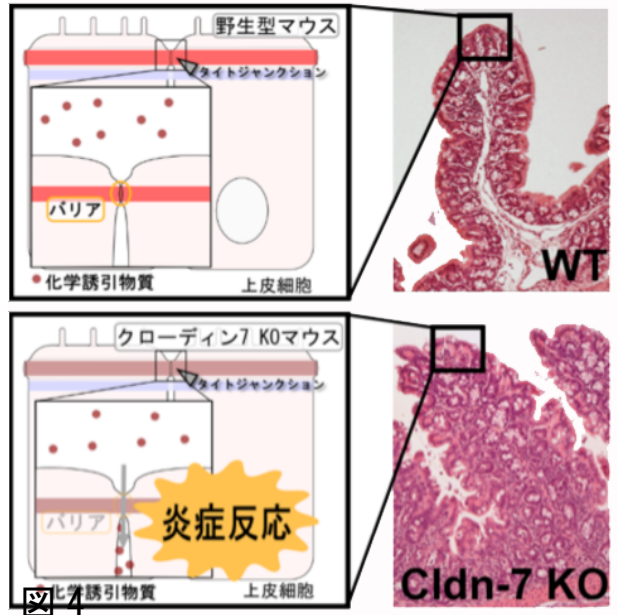 野生型マウス
タイトジャンクション
バリア
化学誘引物質
上皮細胞
WT
クローディン7 KOマウス
タイトジャンクション
バリア
炎症反応
化学誘引物質
上皮細胞
Cldn-7 KO
図 4